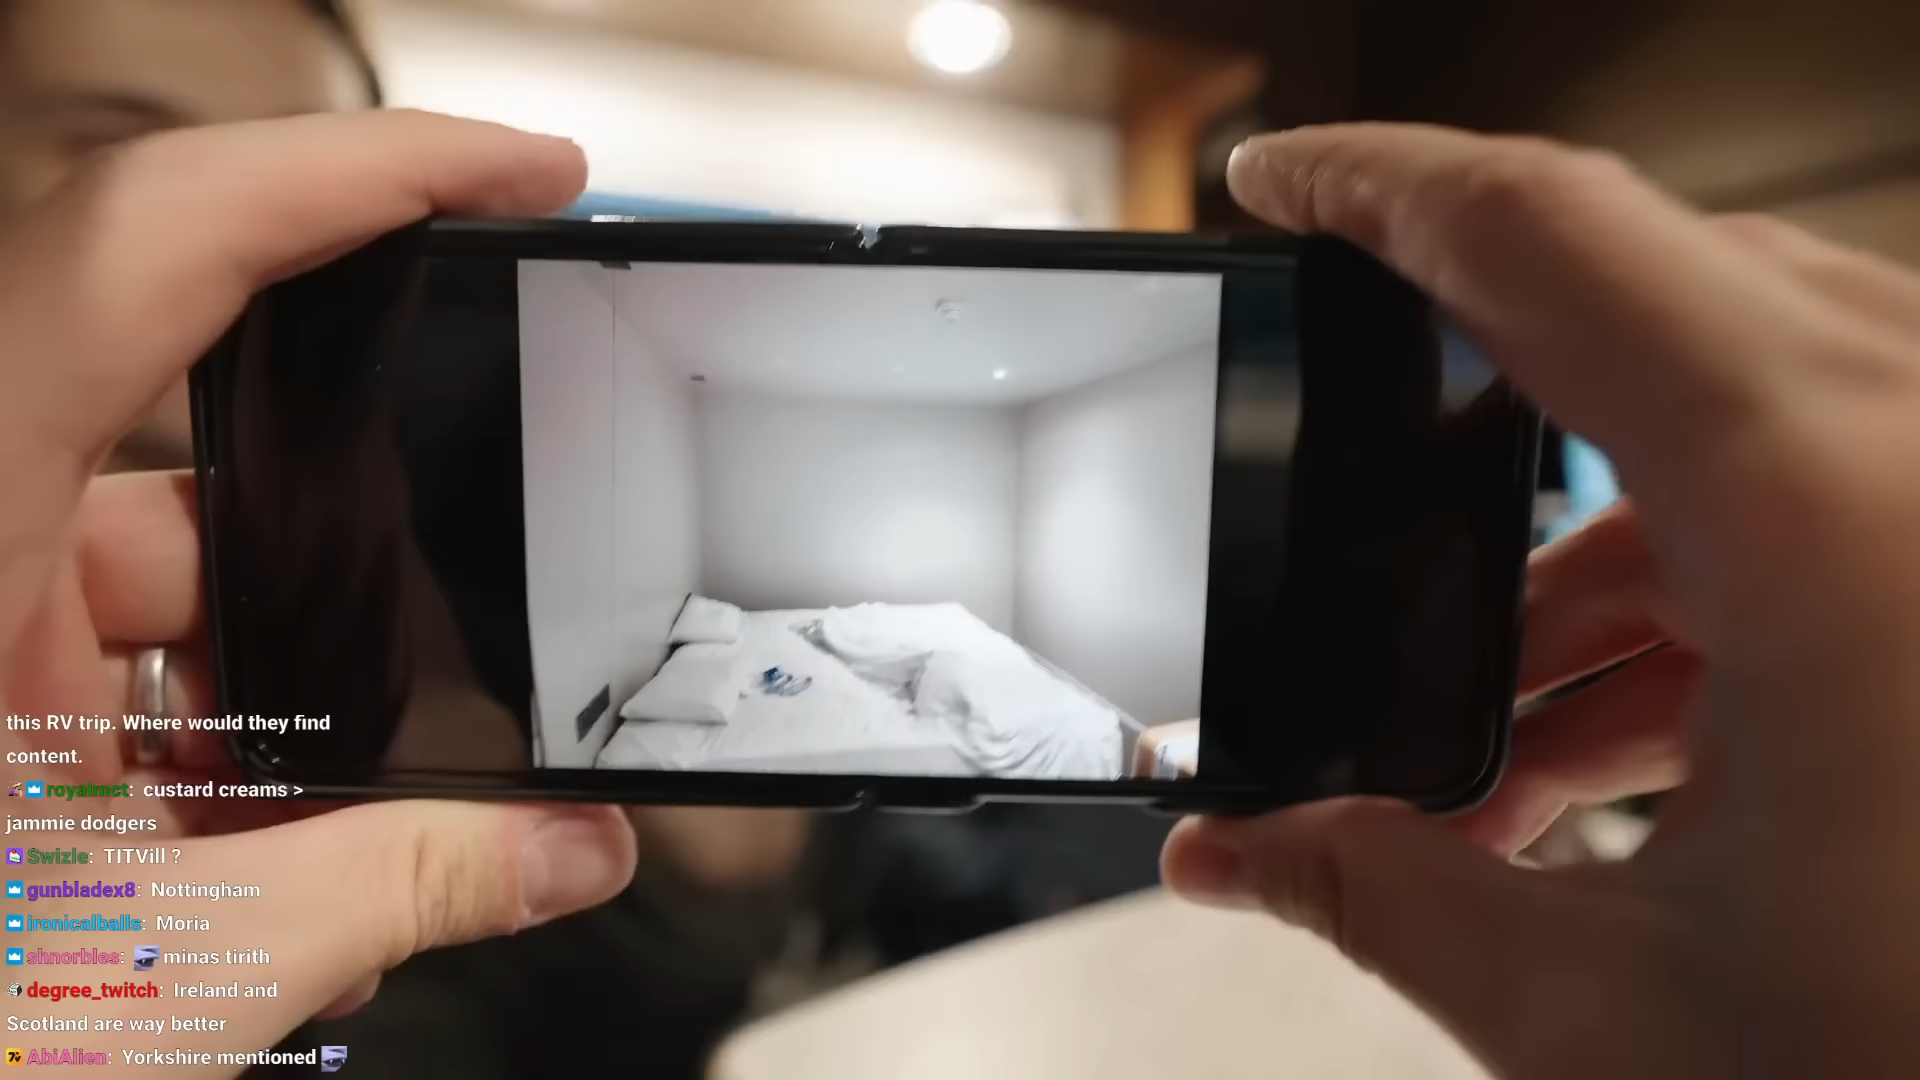 this RV trip. Where would they find
content.
royalmct: custard creams >
jammie dodgers
Swizle: TITVill ?
gunbladex8: Nottingham
ironicalballs: Moria
shnorbles: minas tirith
degree_twitch: Ireland and
Scotland are way better
AbiAlien: Yorkshire mentioned